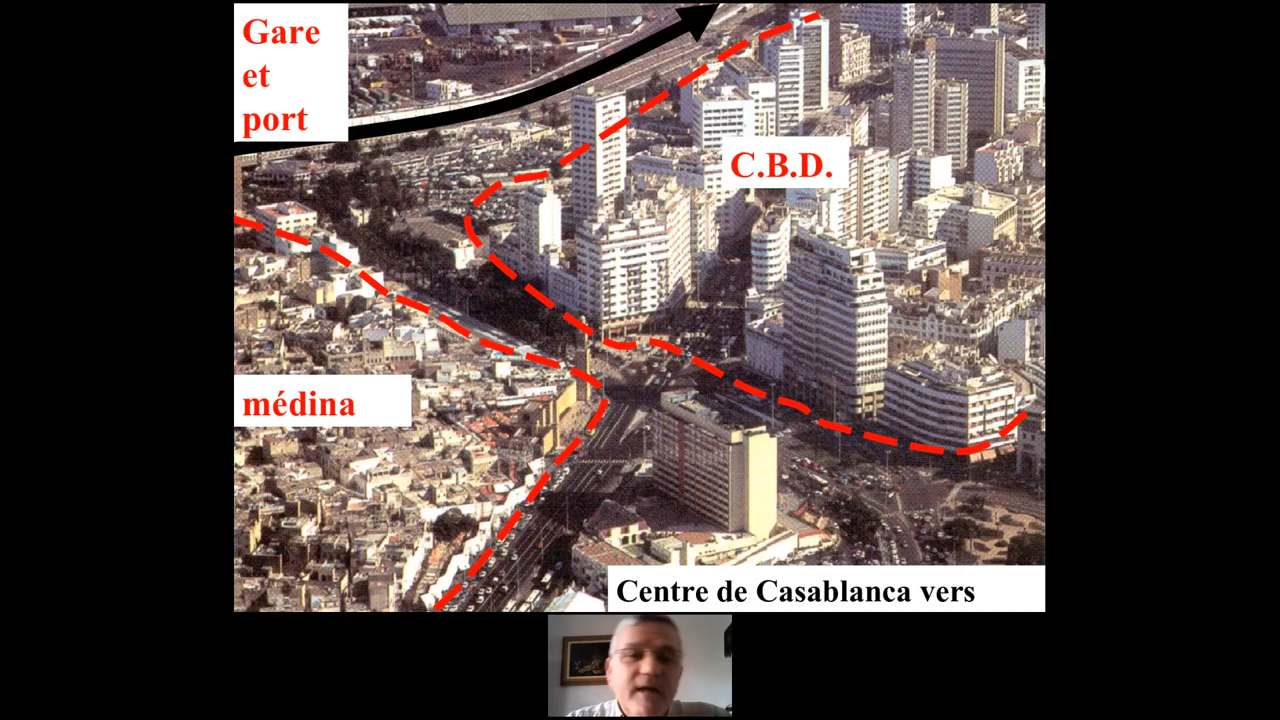 Gare
et
port
C.B.D.
médina
Centre de Casablanca vers